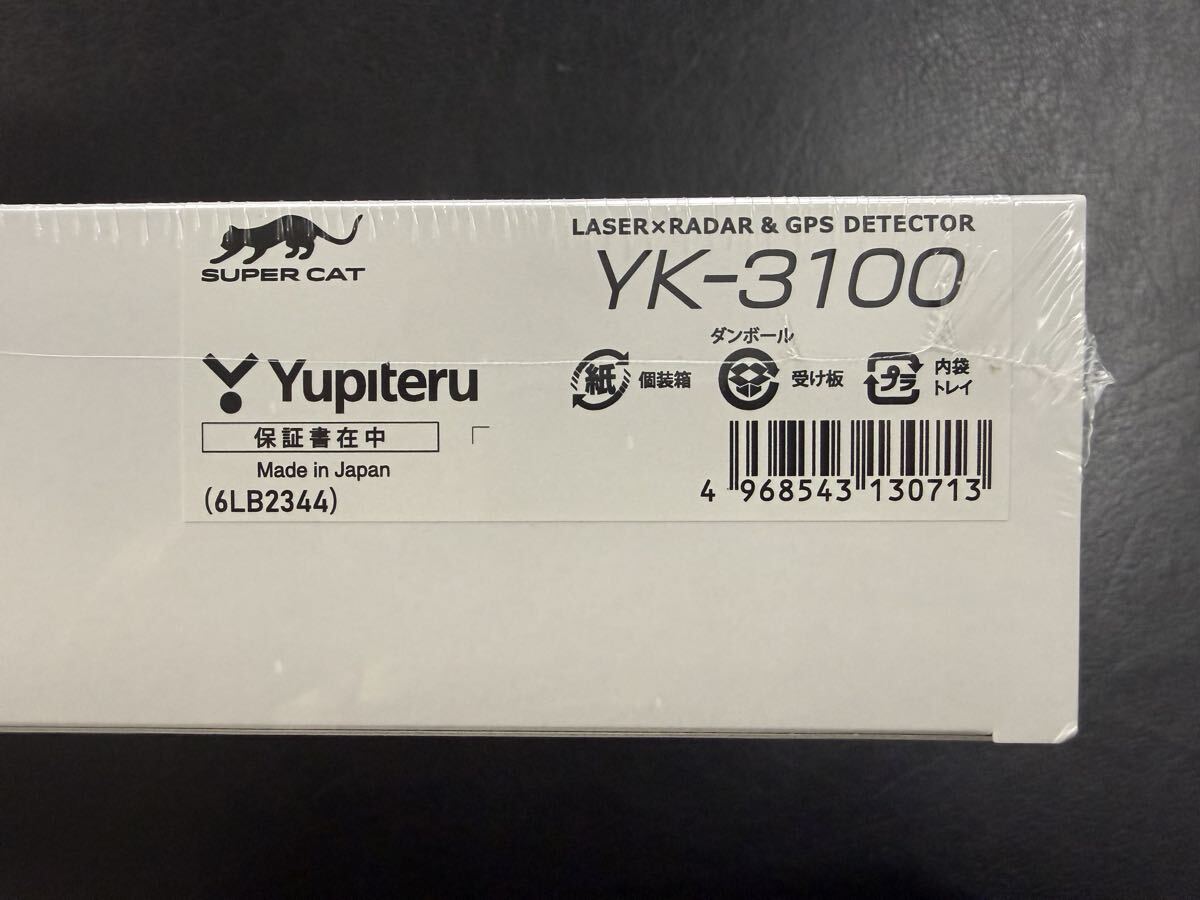 SUPER CAT
LASER×RADAR & GPS DETECTOR
YK-3100
Yupiteru
保証書在中
Made in Japan
(6LB2344)
紙
個装箱
ダンボール
受け板
プラ
内袋
トレイ
4 968543 130713